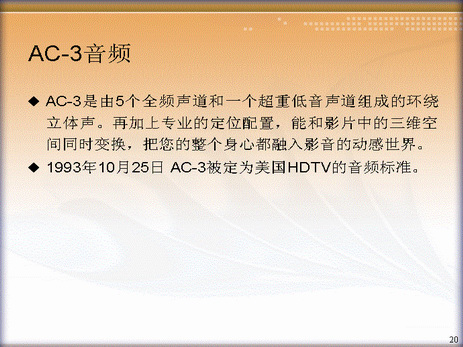 AC-3音频
◆ AC-3是由5个全频声道和一个超重低音声道组成的环绕
立体声。再加上专业的定位配置，能和影片中的三维空
间同时变换，把您的整个身心都融入影音的动感世界。
◆ 1993年10月25日 AC-3被定为美国HDTV的音频标准。
20